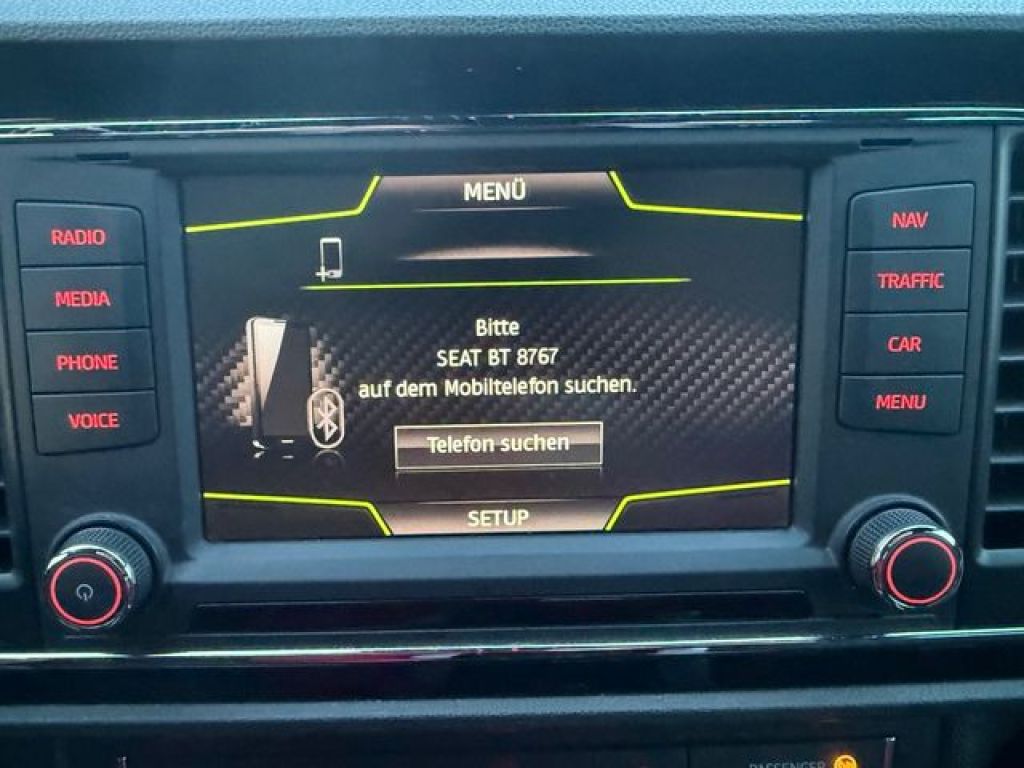 MENÜ
RADIO
MEDIA
PHONE
VOICE
Bitte
SEAT BT 8767
auf dem Mobiltelefon suchen.
Telefon suchen
SETUP
NAV
TRAFFIC
CAR
MENU
PASSENGER